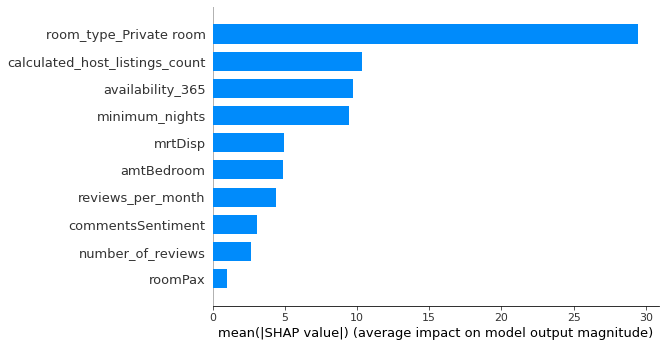 room_type_Private room
calculated_host_listings_count
availability_365
minimum_nights
mrtDisp
amtBedroom
reviews_per_month
commentsSentiment
number_of_reviews
roomPax
0 5 10 15 20 25 30
mean(|SHAP value|) (average impact on model output magnitude)